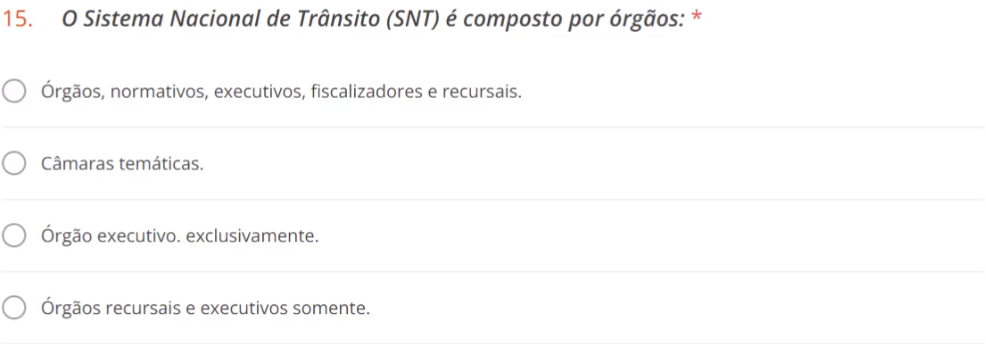 15. O Sistema Nacional de Trânsito (SNT) é composto por órgãos: *
Órgãos, normativos, executivos, fiscalizadores e recursais.
Câmaras temáticas.
Órgão executivo. exclusivamente.
Órgãos recursais e executivos somente.